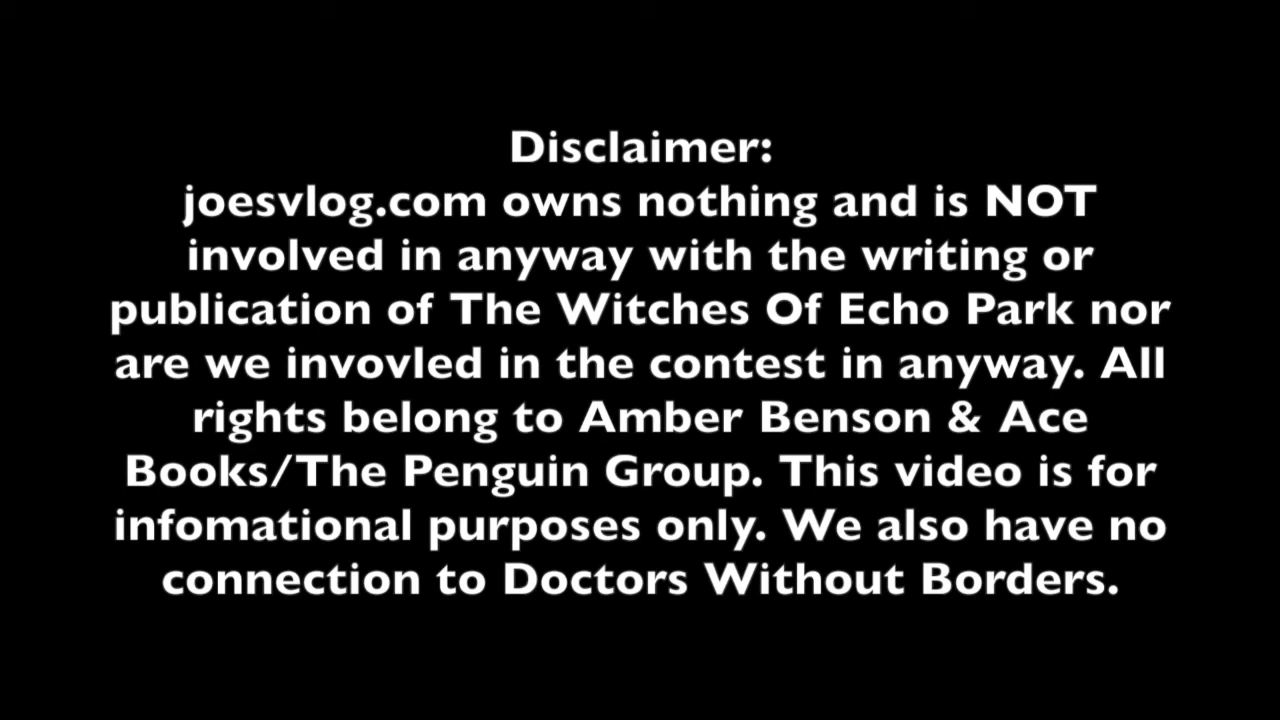 Disclaimer:
joesvlog.com owns nothing and is NOT
involved in anyway with the writing or
publication of The Witches Of Echo Park nor
are we invovled in the contest in anyway. All
rights belong to Amber Benson & Ace
Books/The Penguin Group. This video is for
infomational purposes only. We also have no
connection to Doctors Without Borders.